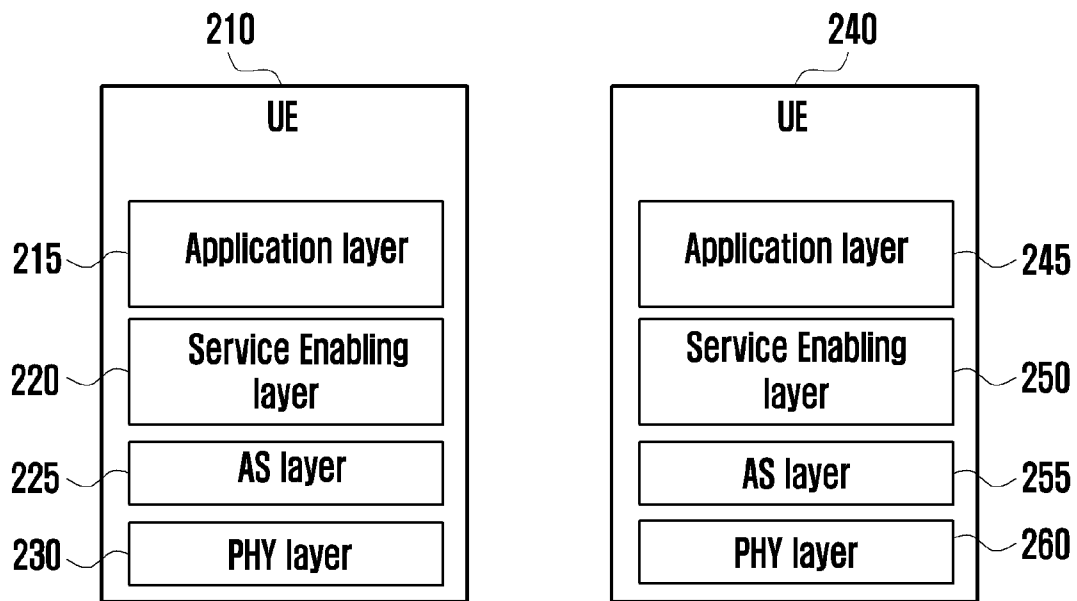 210
240
UE
UE
215
Application layer
Application layer
245
220
Service Enabling
layer
Service Enabling
layer
250
225
AS layer
AS layer
255
230
PHY layer
PHY layer
260